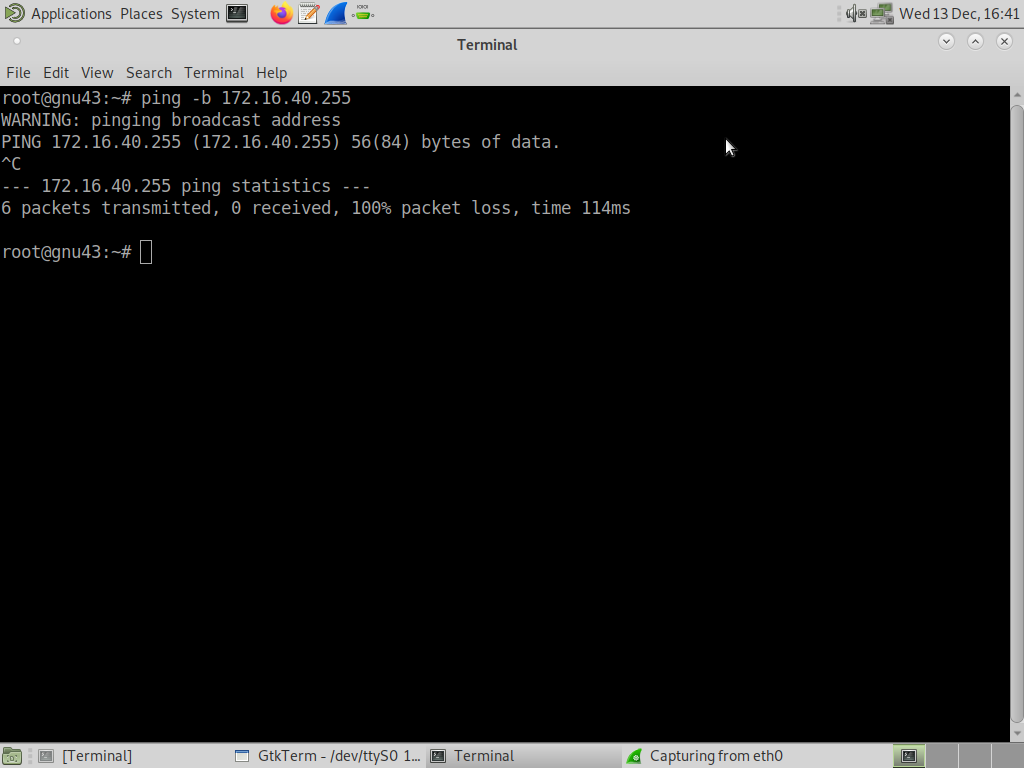 Applications Places System Wed 13 Dec, 16:41
Terminal
File Edit View Search Terminal Help
root@gnu43:~# ping -b 172.16.40.255
WARNING: pinging broadcast address
PING 172.16.40.255 (172.16.40.255) 56(84) bytes of data.
^C
--- 172.16.40.255 ping statistics ---
6 packets transmitted, 0 received, 100% packet loss, time 114ms
root@gnu43:~#
[Terminal] GtkTerm - /dev/ttyS0 1... Terminal Capturing from eth0